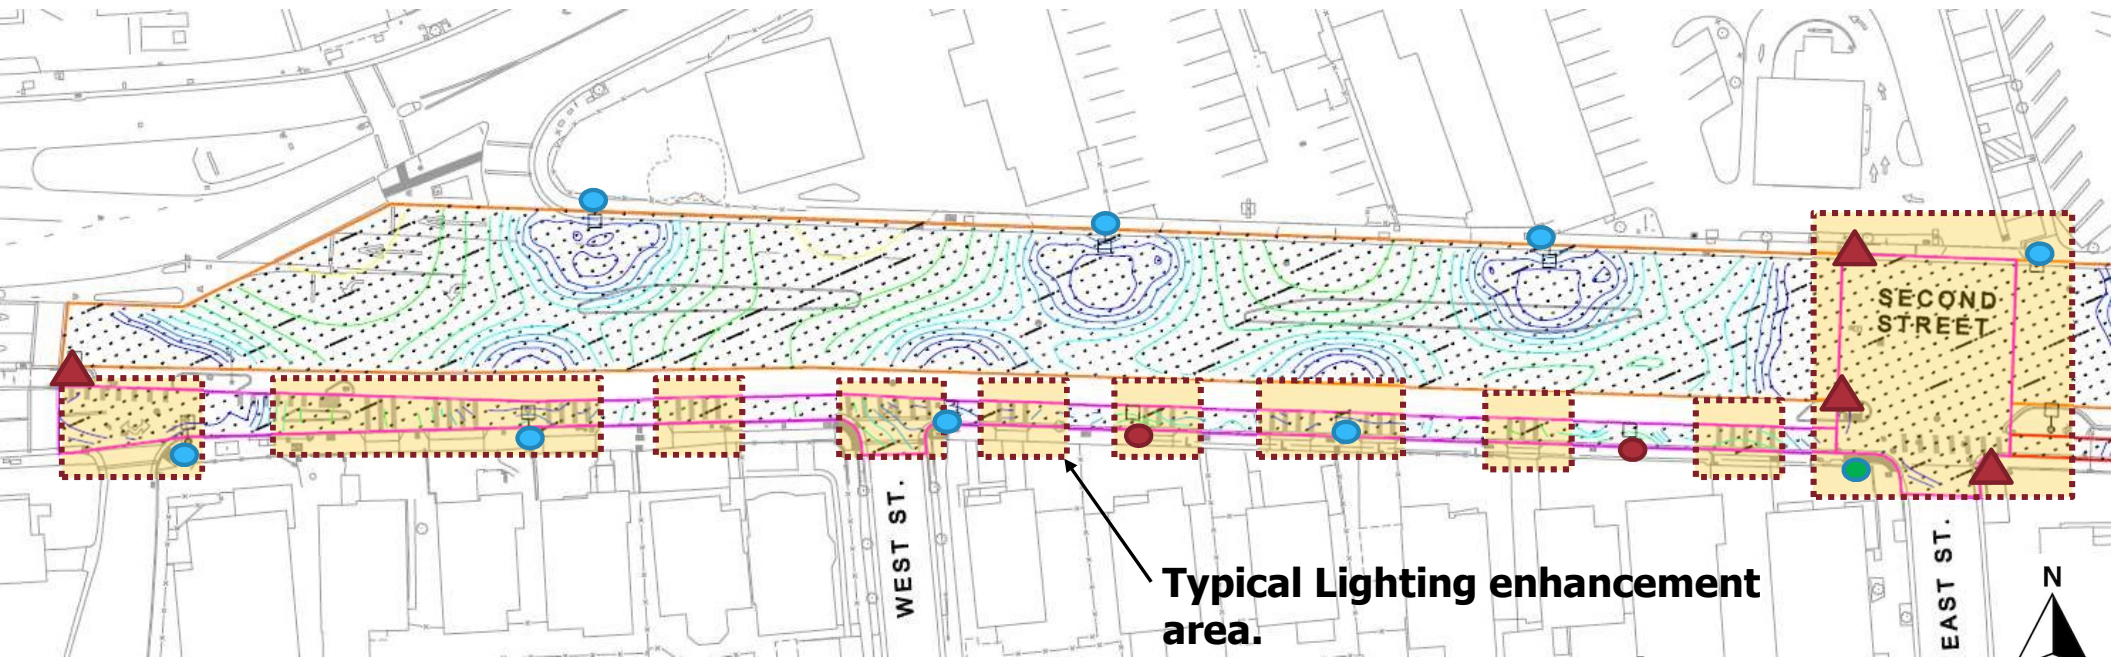 SECOND
STREET
WEST ST.
Typical Lighting enhancement
area.
EAST ST.
N